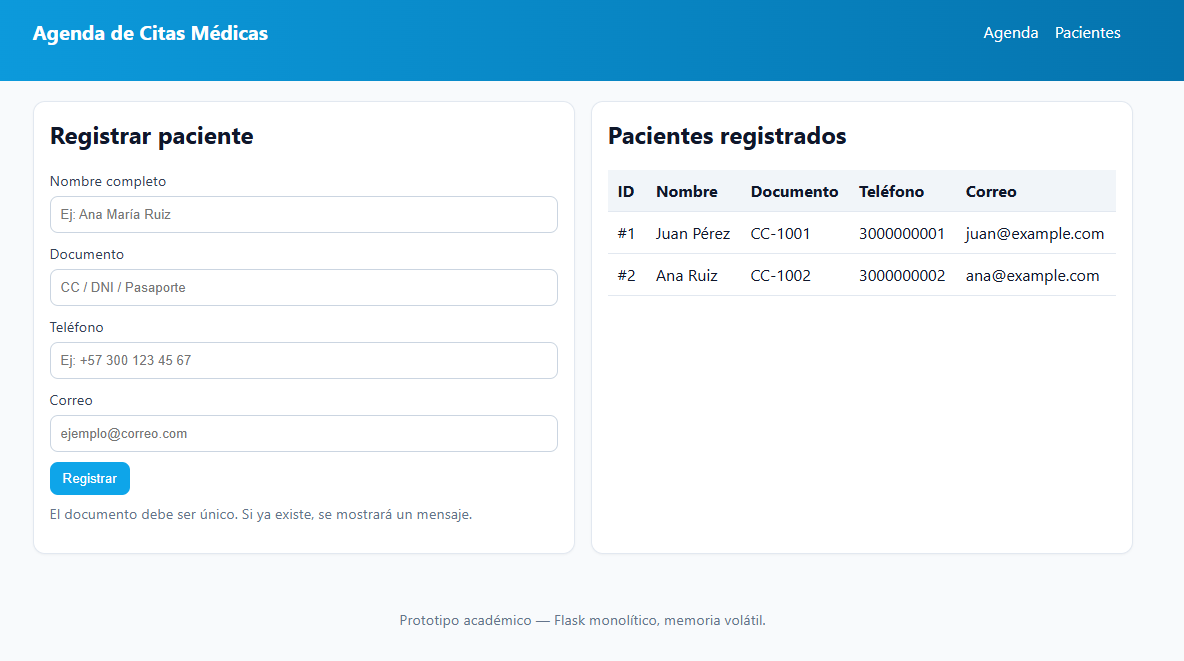 Agenda de Citas Médicas
Agenda Pacientes
Registrar paciente
Nombre completo
Ej: Ana María Ruiz
Documento
CC / DNI / Pasaporte
Teléfono
Ej: +57 300 123 45 67
Correo
ejemplo@correo.com
Registrar
El documento debe ser único. Si ya existe, se mostrará un mensaje.
Pacientes registrados
ID Nombre Documento Teléfono Correo
#1 Juan Pérez CC-1001 3000000001 juan@example.com
#2 Ana Ruiz CC-1002 3000000002 ana@example.com
Prototipo académico — Flask monolítico, memoria volátil.